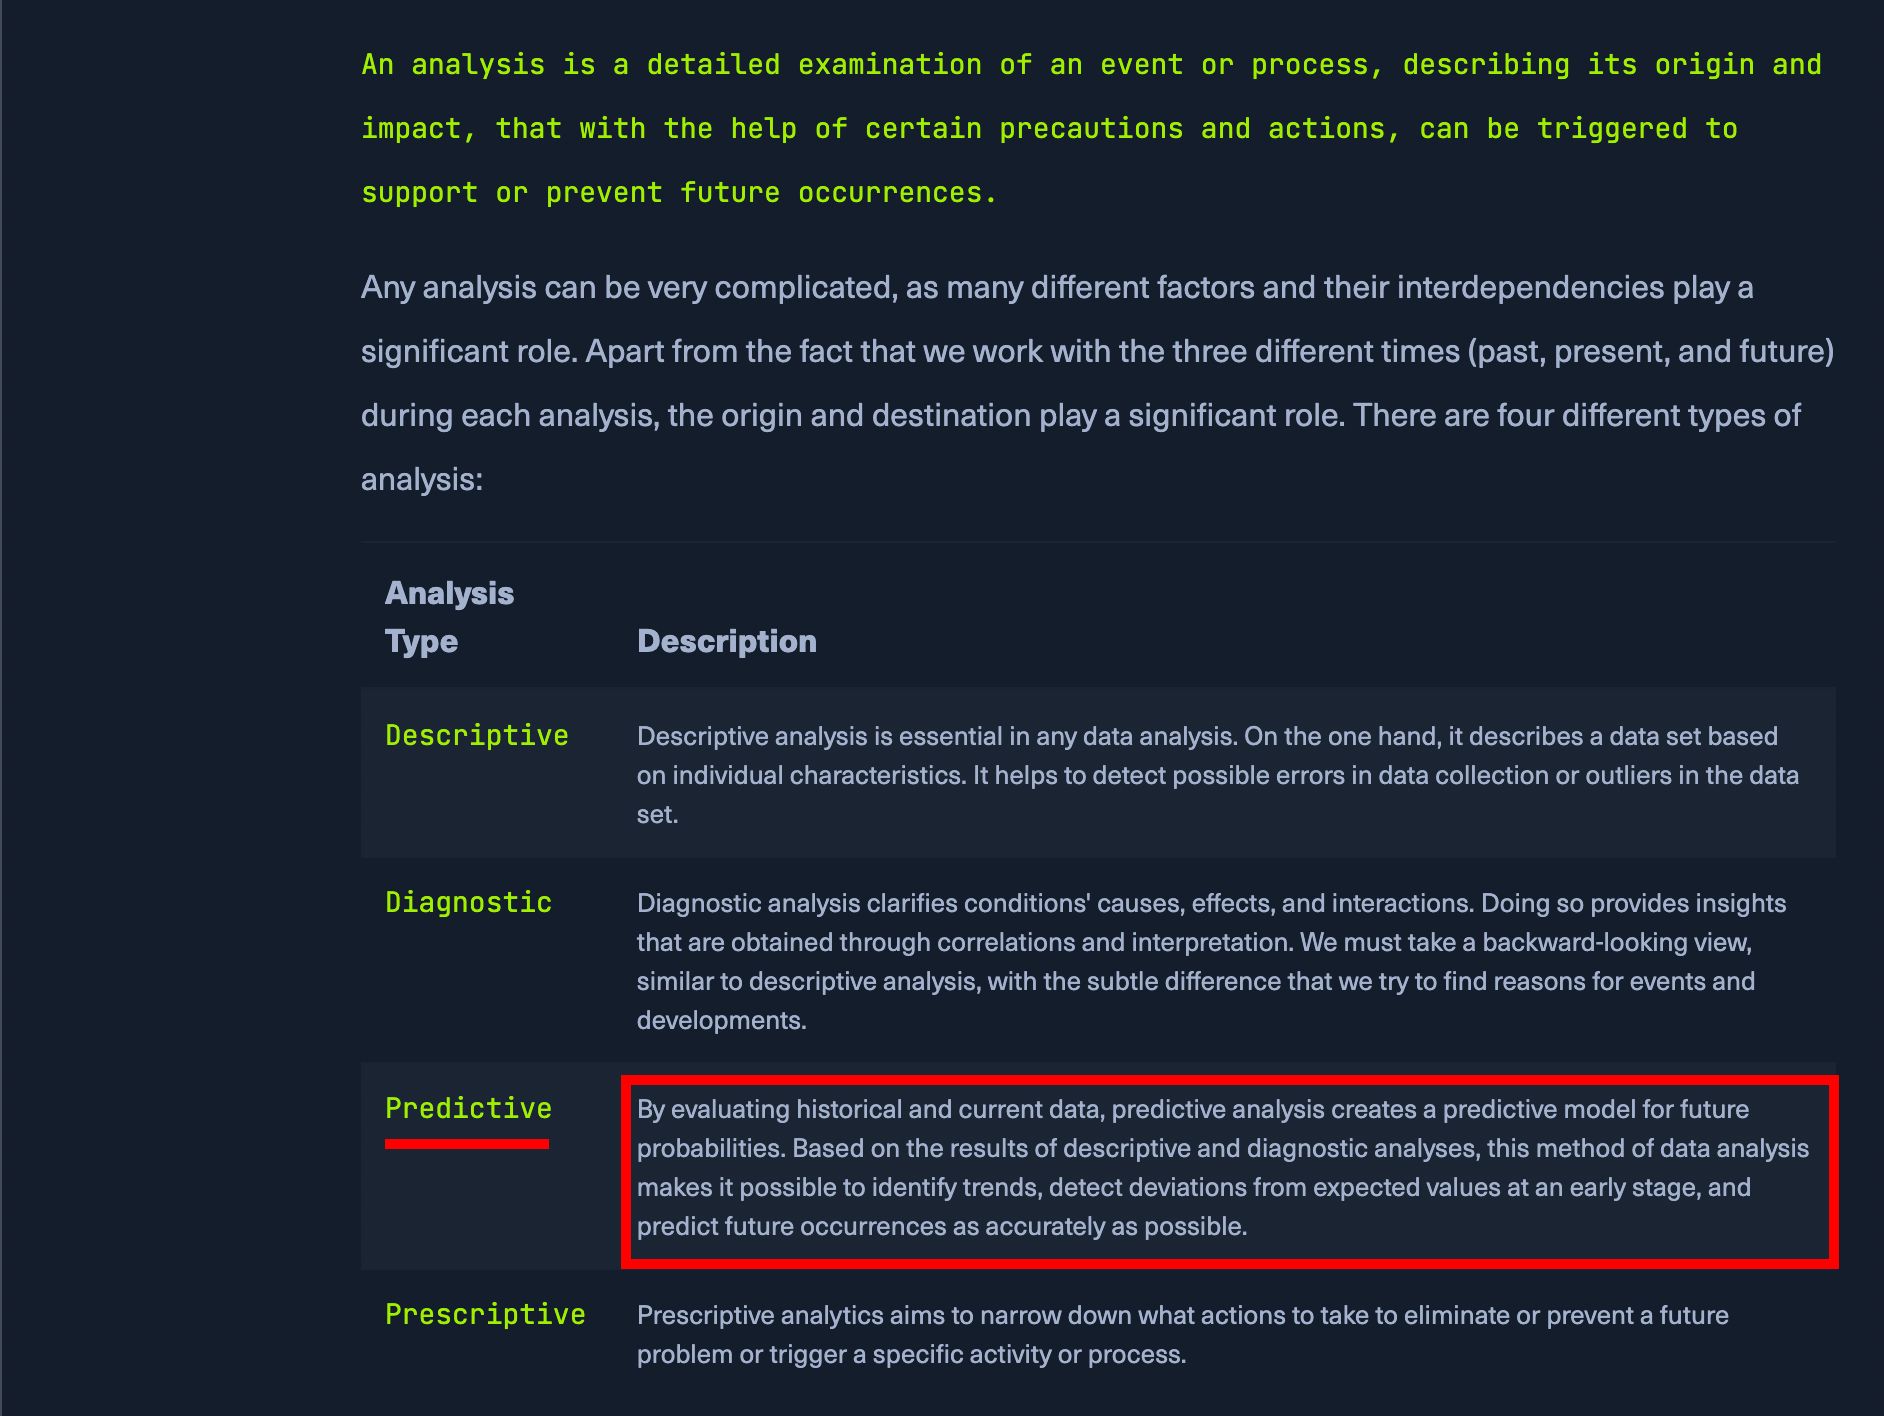 An analysis is a detailed examination of an event or process, describing its origin and
impact, that with the help of certain precautions and actions, can be triggered to
support or prevent future occurrences.
Any analysis can be very complicated, as many different factors and their interdependencies play a
significant role. Apart from the fact that we work with the three different times (past, present, and future)
during each analysis, the origin and destination play a significant role. There are four different types of
analysis:
Analysis
Type
Description
Descriptive
Descriptive analysis is essential in any data analysis. On the one hand, it describes a data set based
on individual characteristics. It helps to detect possible errors in data collection or outliers in the data
set.
Diagnostic
Diagnostic analysis clarifies conditions' causes, effects, and interactions. Doing so provides insights
that are obtained through correlations and interpretation. We must take a backward-looking view,
similar to descriptive analysis, with the subtle difference that we try to find reasons for events and
developments.
Predictive
By evaluating historical and current data, predictive analysis creates a predictive model for future
probabilities. Based on the results of descriptive and diagnostic analyses, this method of data analysis
makes it possible to identify trends, detect deviations from expected values at an early stage, and
predict future occurrences as accurately as possible.
Prescriptive
Prescriptive analytics aims to narrow down what actions to take to eliminate or prevent a future
problem or trigger a specific activity or process.